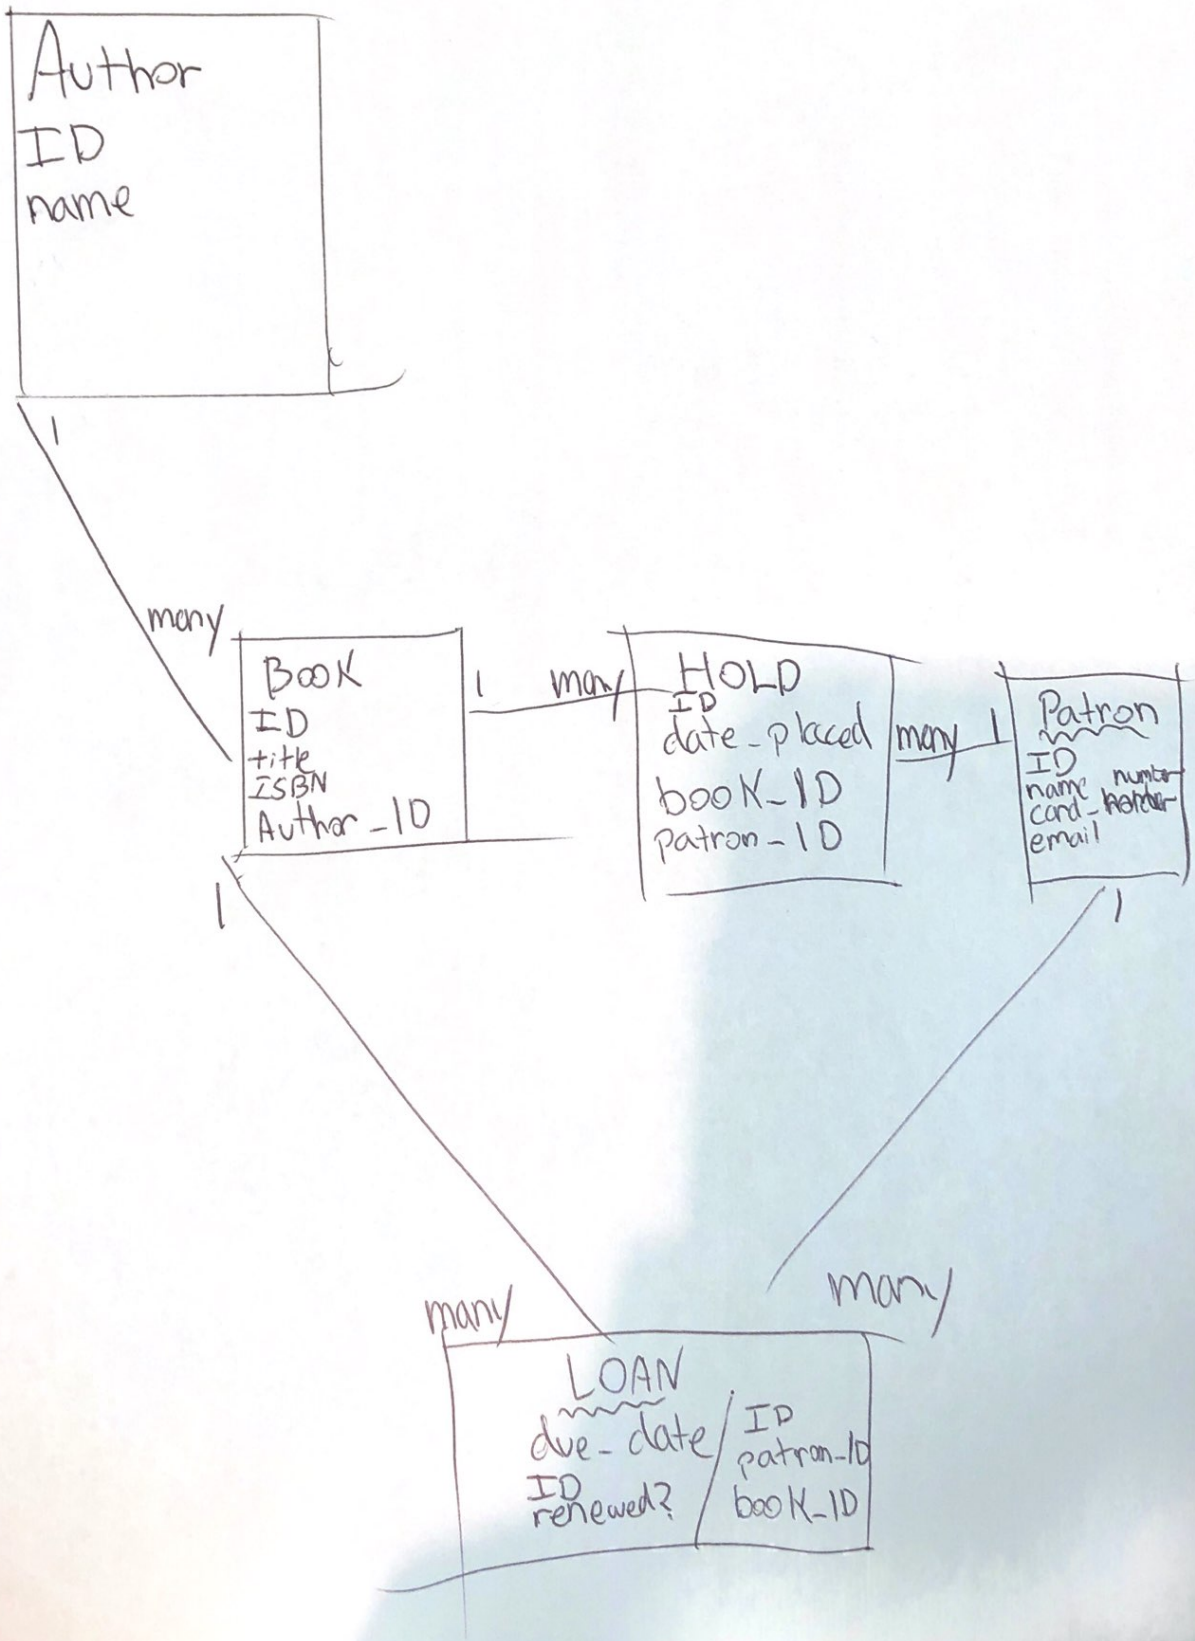 Author
ID
name
1
many
BOOK
ID
title
ISBN
Author_ID
1
many
HOLD
ID
date_placed
book_ID
patron_ID
many
1
Patron
ID
name
card_number
email
1
1
many
many
LOAN
due_date
ID
renewed?
ID
patron_ID
book_ID